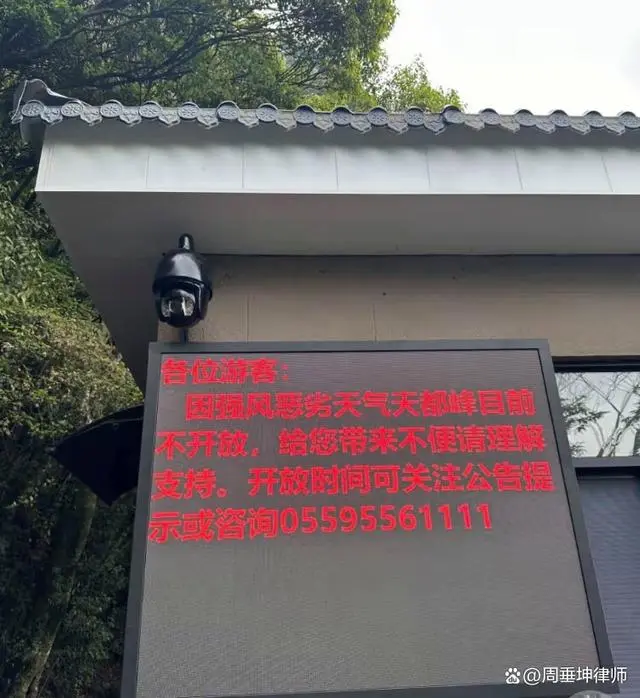 各位游客：
因强风恶劣天气天都峰目前
不开放，给您带来不便请理解
支持。开放时间可关注公告提
示或咨询05595561111
周垂坤律师